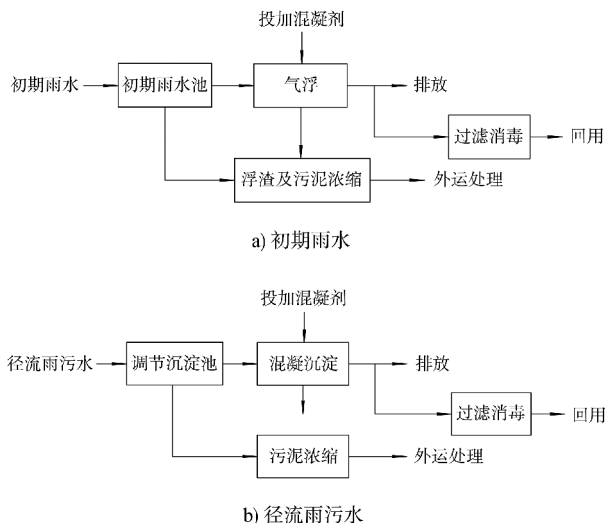 投加混凝剂
初期雨水
初期雨水池
气浮
排放
过滤消毒
回用
浮渣及污泥浓缩
外运处理
a) 初期雨水
投加混凝剂
径流雨污水
调节沉淀池
混凝沉淀
排放
过滤消毒
回用
污泥浓缩
外运处理
b) 径流雨污水